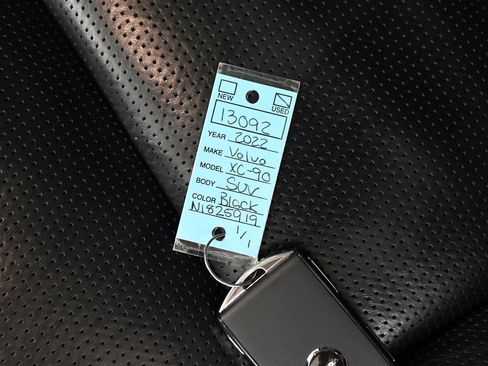 NEW USED
13092
YEAR 2022
MAKE Volvo
MODEL XC-90
BODY SUV
COLOR Black
N1825919
1/1